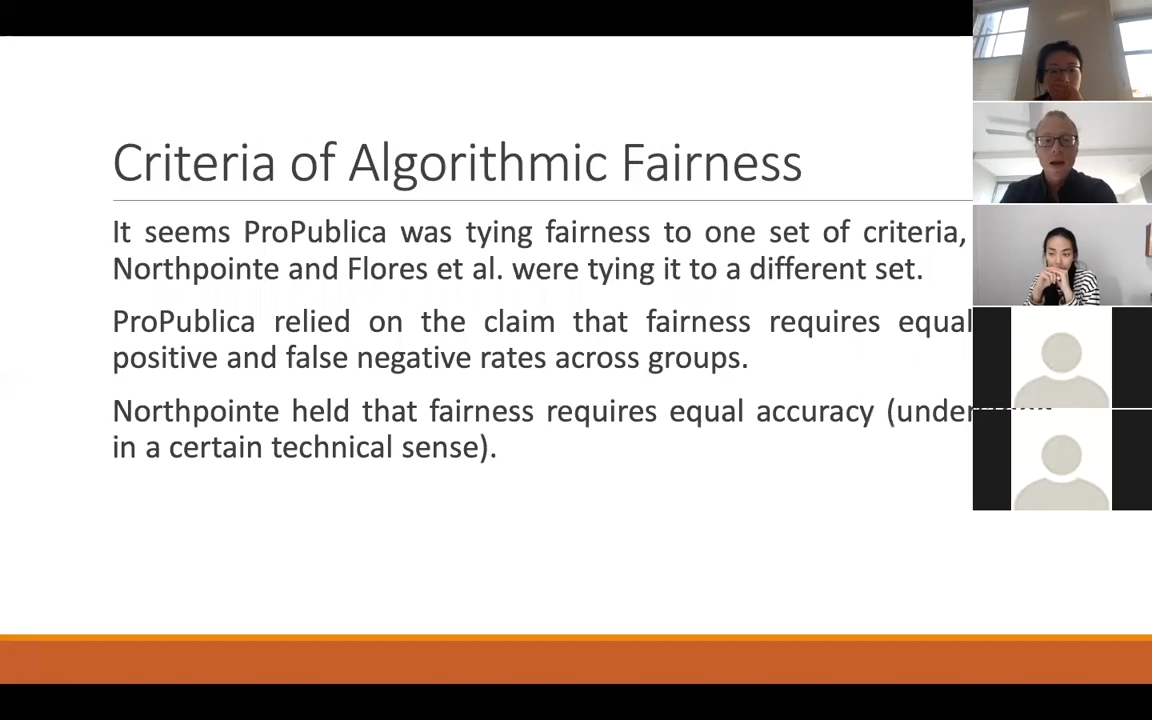 Criteria of Algorithmic Fairness
It seems ProPublica was tying fairness to one set of criteria,
Northpointe and Flores et al. were tying it to a different set.
ProPublica relied on the claim that fairness requires equal
positive and false negative rates across groups.
Northpointe held that fairness requires equal accuracy (under
in a certain technical sense).